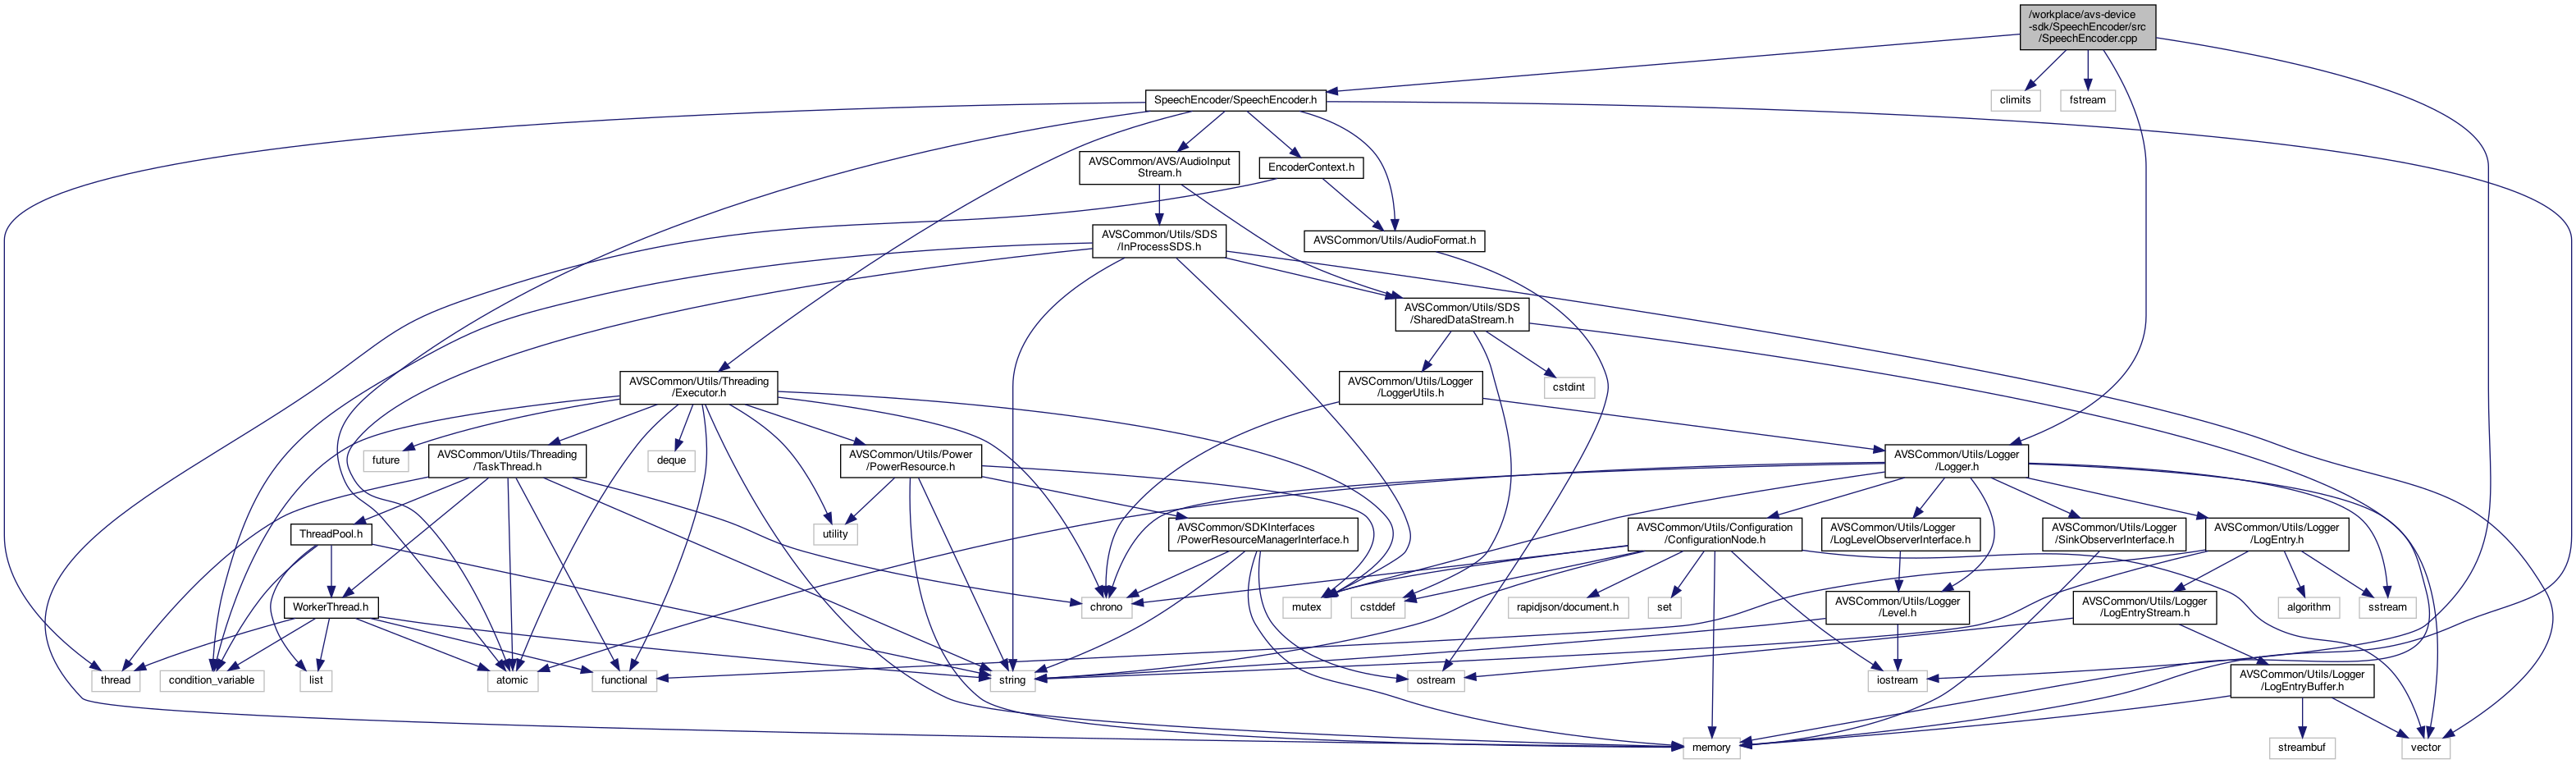 /workplace/avs-device
-sdk/SpeechEncoder/src
/SpeechEncoder.cpp
SpeechEncoder/SpeechEncoder.h
climits
fstream
AVSCommon/AVS/AudioInput
Stream.h
EncoderContext.h
AVSCommon/Utils/SDS
/InProcessSDS.h
AVSCommon/Utils/AudioFormat.h
AVSCommon/Utils/SDS
/SharedDataStream.h
AVSCommon/Utils/Threading
/Executor.h
AVSCommon/Utils/Logger
/LoggerUtils.h
cstdint
future
AVSCommon/Utils/Threading
/TaskThread.h
deque
AVSCommon/Utils/Power
/PowerResource.h
AVSCommon/Utils/Logger
/Logger.h
ThreadPool.h
utility
AVSCommon/SDKInterfaces
/PowerResourceManagerInterface.h
AVSCommon/Utils/Configuration
/ConfigurationNode.h
AVSCommon/Utils/Logger
/LogLevelObserverInterface.h
AVSCommon/Utils/Logger
/SinkObserverInterface.h
AVSCommon/Utils/Logger
/LogEntry.h
WorkerThread.h
chrono
mutex
cstddef
rapidjson/document.h
set
AVSCommon/Utils/Logger
/Level.h
AVSCommon/Utils/Logger
/LogEntryStream.h
algorithm
sstream
thread
condition_variable
list
atomic
functional
string
ostream
iostream
AVSCommon/Utils/Logger
/LogEntryBuffer.h
memory
streambuf
vector